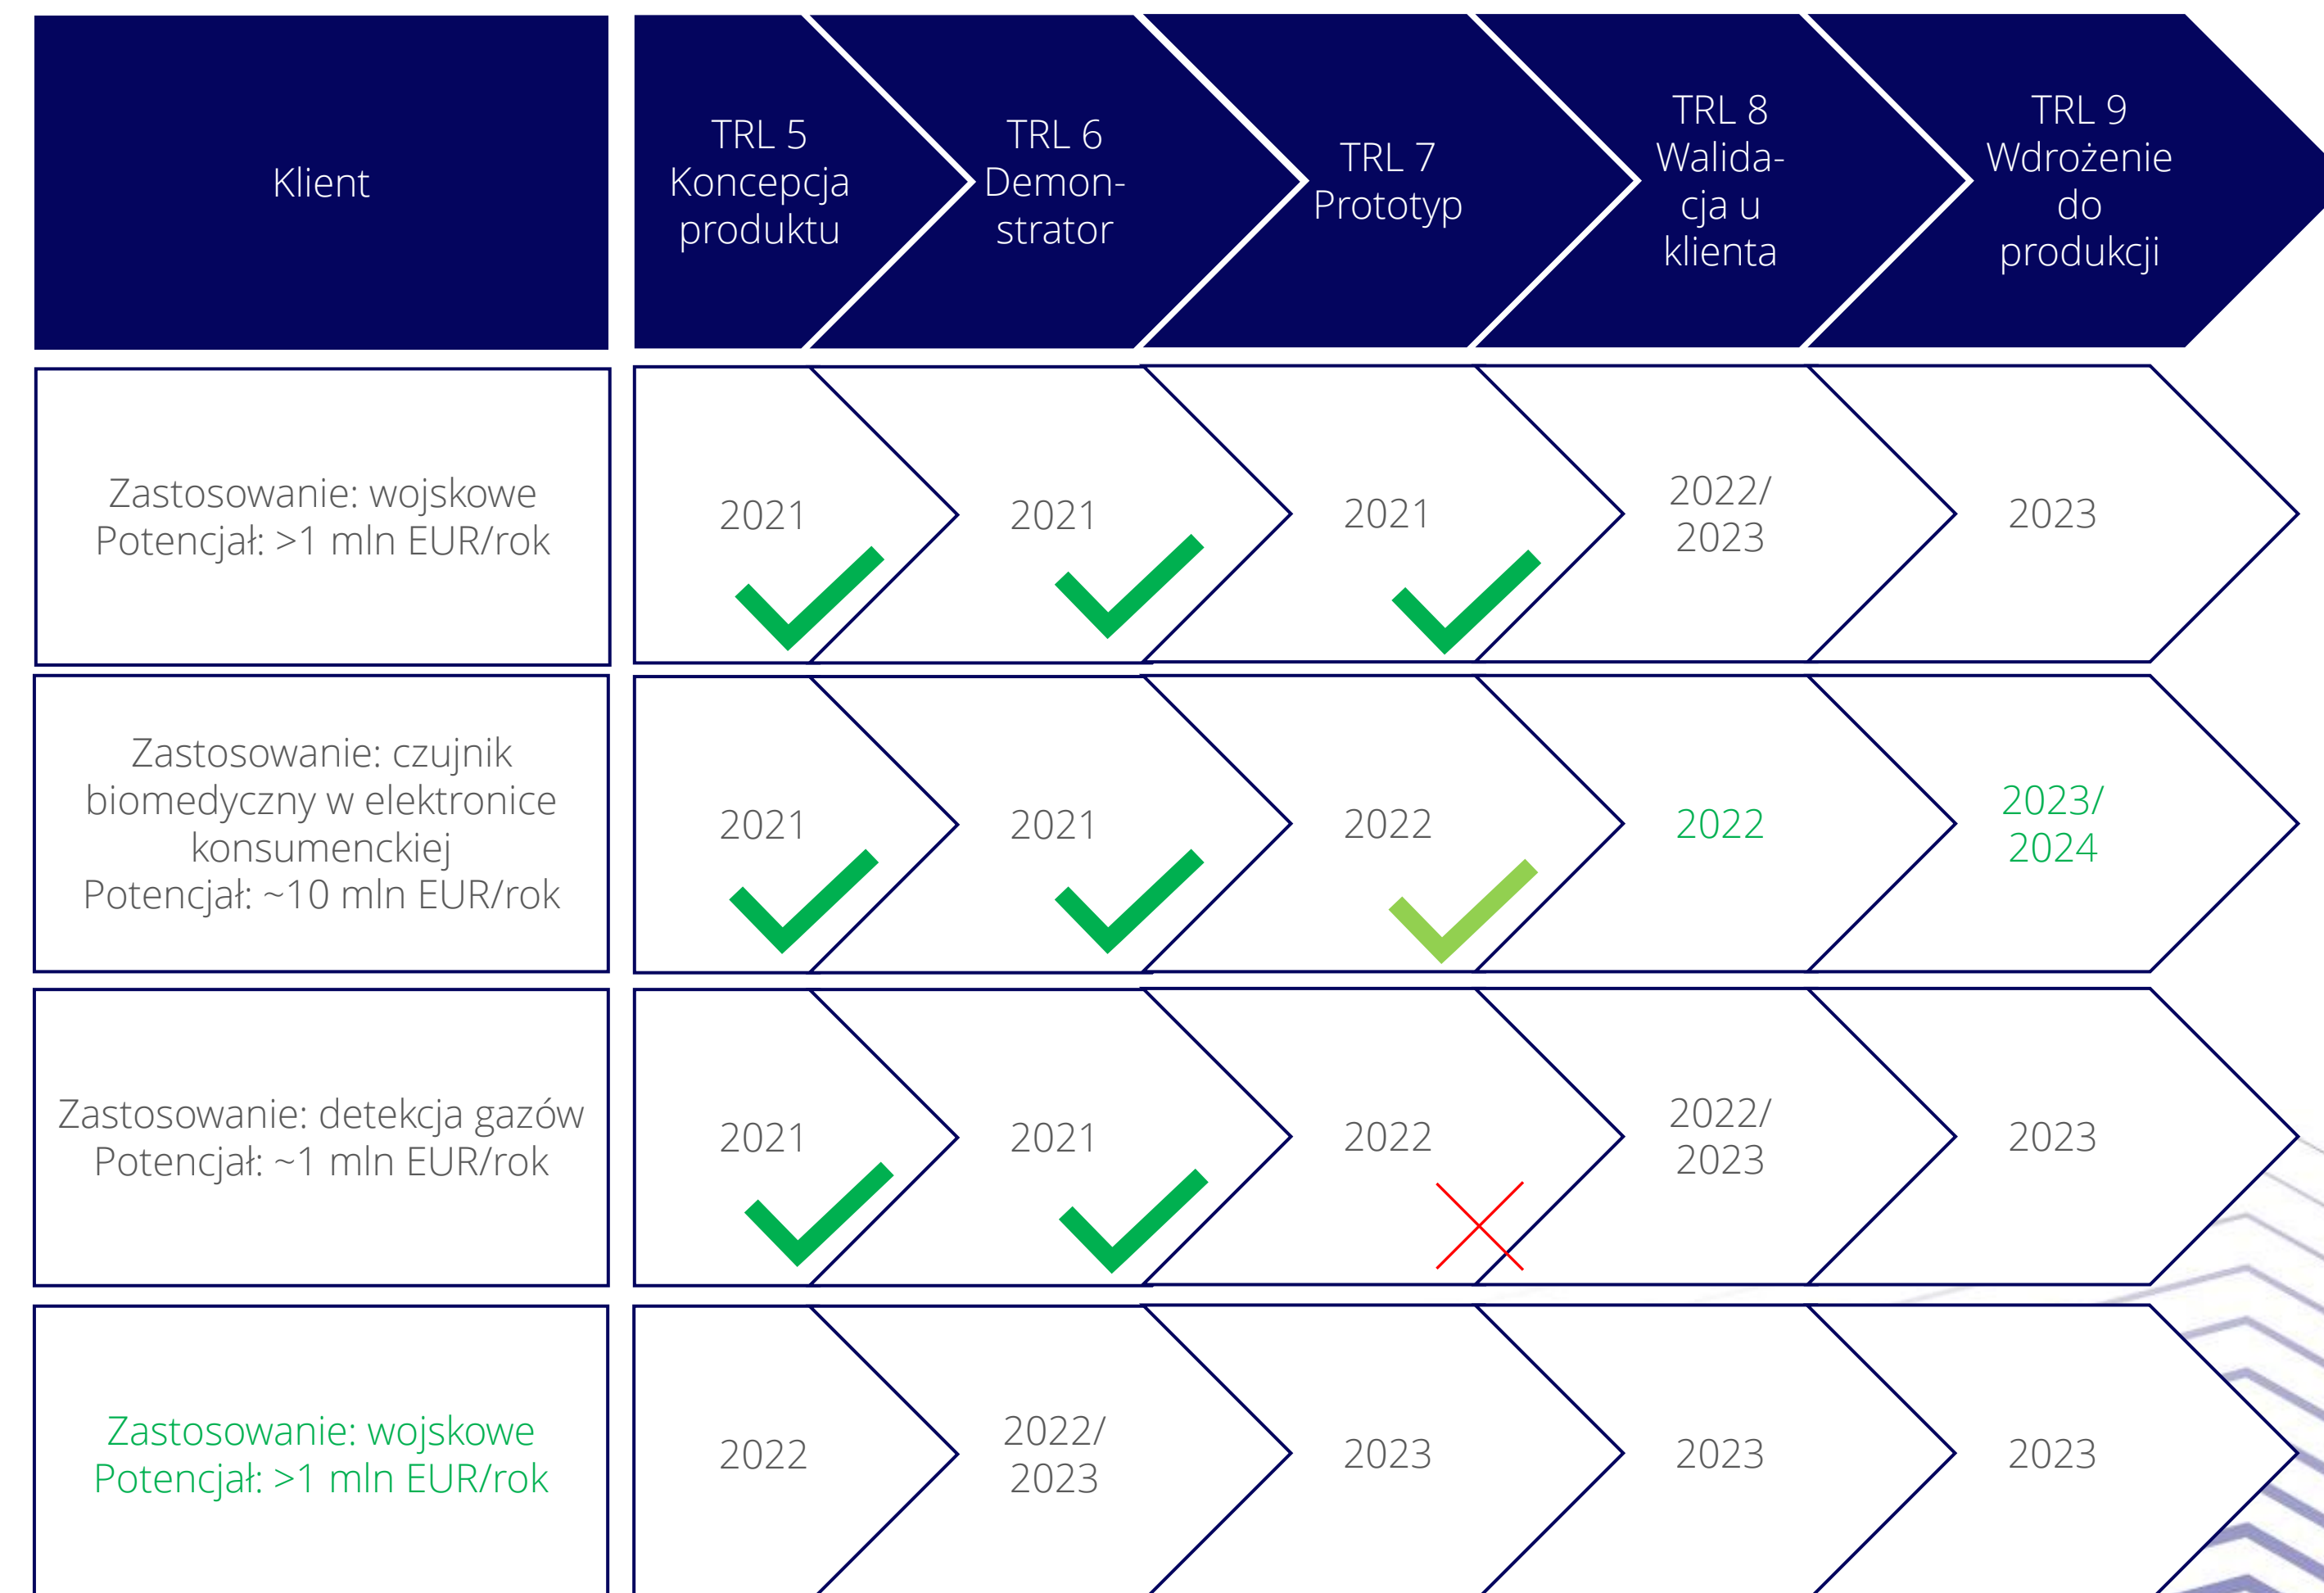 Klient
TRL 5
Koncepcja
produktu
TRL 6
Demon-
strator
TRL 7
Prototyp
TRL 8
Walida-
cja u
klienta
TRL 9
Wdrożenie
do
produkcji
Zastosowanie: wojskowe
Potencjał: >1 mln EUR/rok
2021
2021
2021
2022/
2023
2023
Zastosowanie: czujnik
biomedyczny w elektronice
konsumenckiej
Potencjał: ~10 mln EUR/rok
2021
2021
2022
2022
2023/
2024
Zastosowanie: detekcja gazów
Potencjał: ~1 mln EUR/rok
2021
2021
2022
2022/
2023
2023
Zastosowanie: wojskowe
Potencjał: >1 mln EUR/rok
2022
2022/
2023
2023
2023
2023